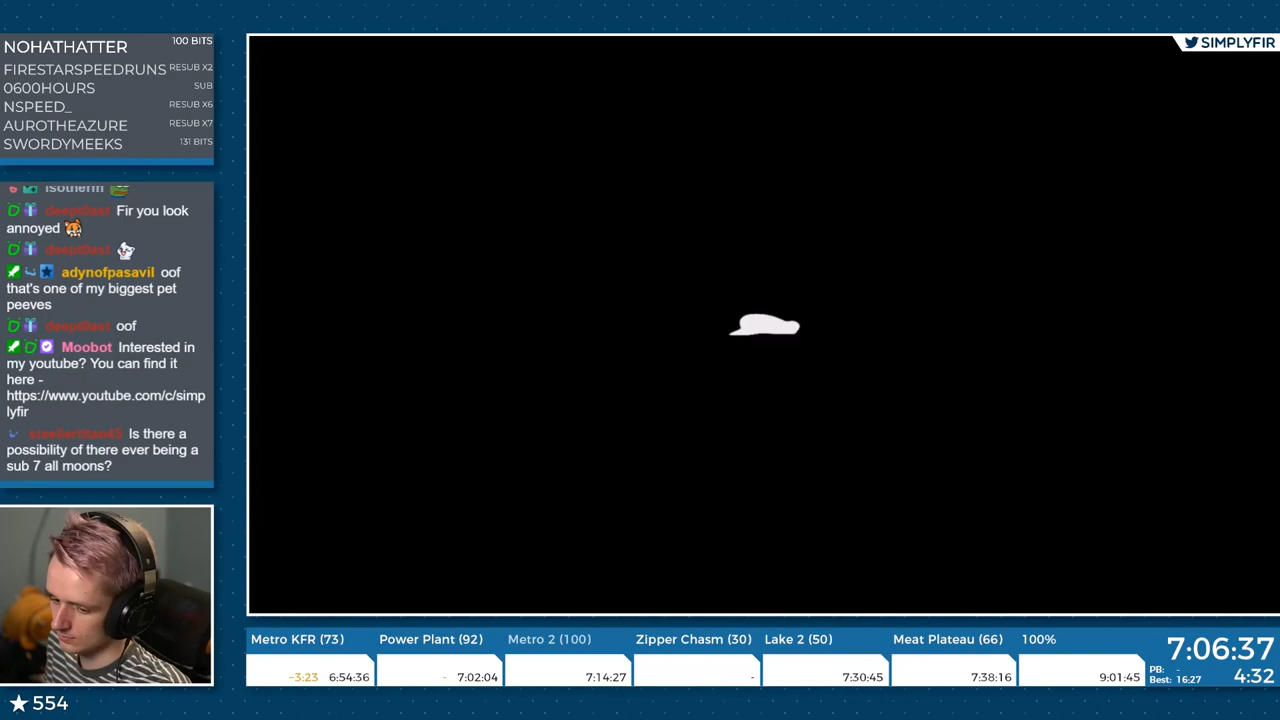 NOHATHATTER 100 BITS
FIRESTARSPEEDRUNS RESUB X2
0600HOURS SUB
NSPEED_ RESUB X6
AUROTHEAZURE RESUB X7
SWORDYMEEKS 131 BITS
SIMPLYFIR
isotherm
deept0ast Fir you look
annoyed
deept0ast
adynofpasavil oof
that's one of my biggest pet
peeves
deept0ast oof
Moobot Interested in
my youtube? You can find it
here -
https://www.youtube.com/c/simp
lyfir
steellertitan45 Is there a
possibility of there ever being a
sub 7 all moons?
Metro KFR (73) Power Plant (92) Metro 2 (100) Zipper Chasm (30) Lake 2 (50) Meat Plateau (66) 100%
−3:23 6:54:36 - 7:02:04 7:14:27 - 7:30:45 7:38:16 9:01:45
7:06:37
PB: -
Best: 16:27 4:32
★ 554